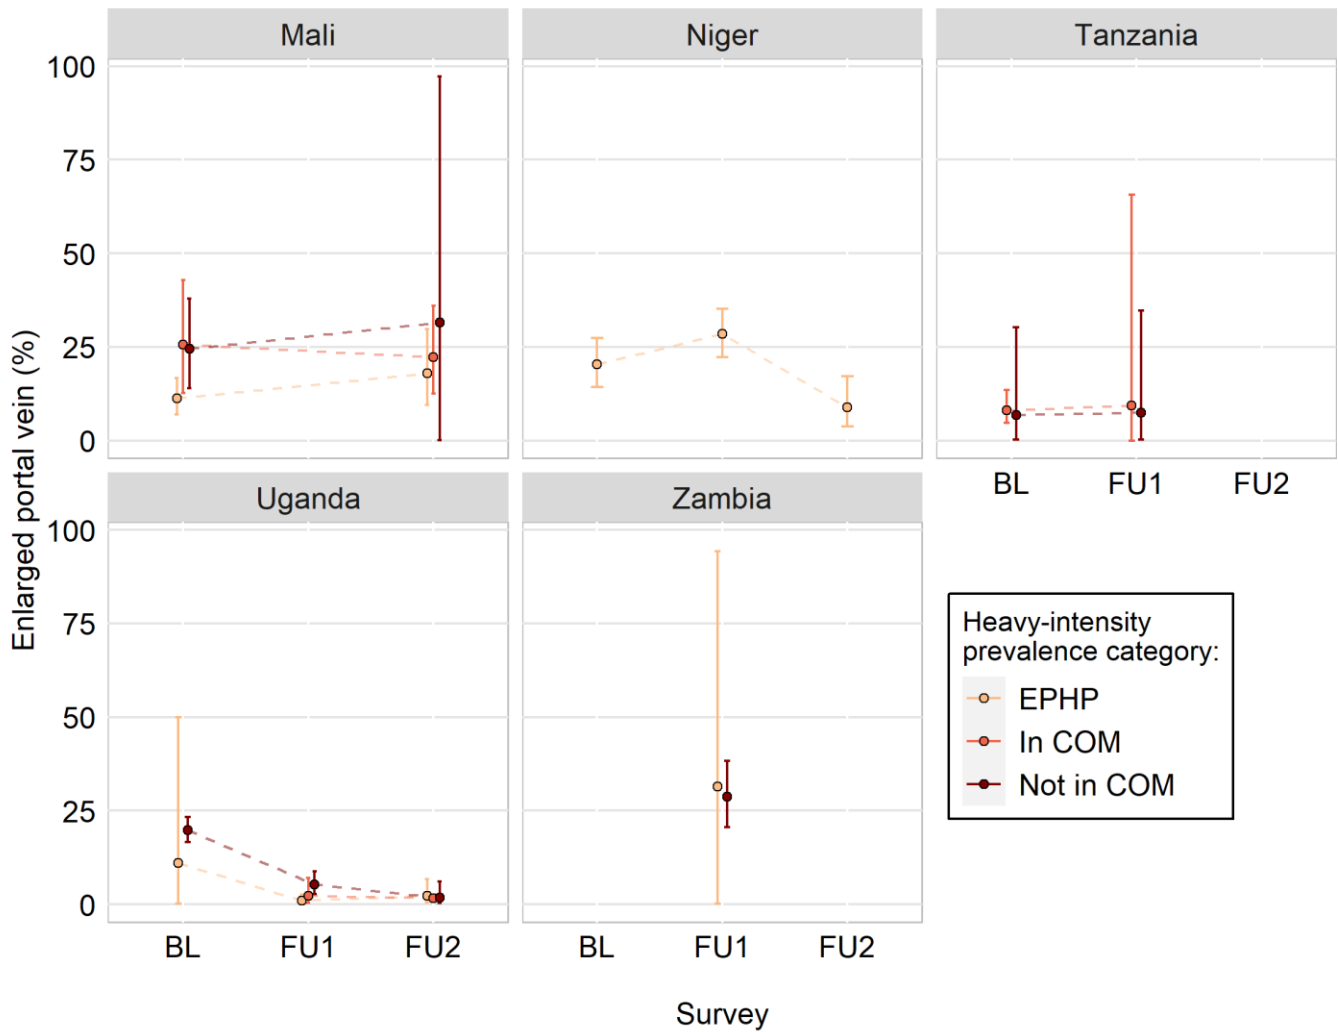 Mali
Niger
Tanzania
Enlarged portal vein (%)
100
75
50
25
0
BL FU1 FU2
Uganda
Zambia
100
75
50
25
0
BL FU1 FU2
BL FU1 FU2
Heavy-intensity
prevalence category:
EPHP
In COM
Not in COM
Survey